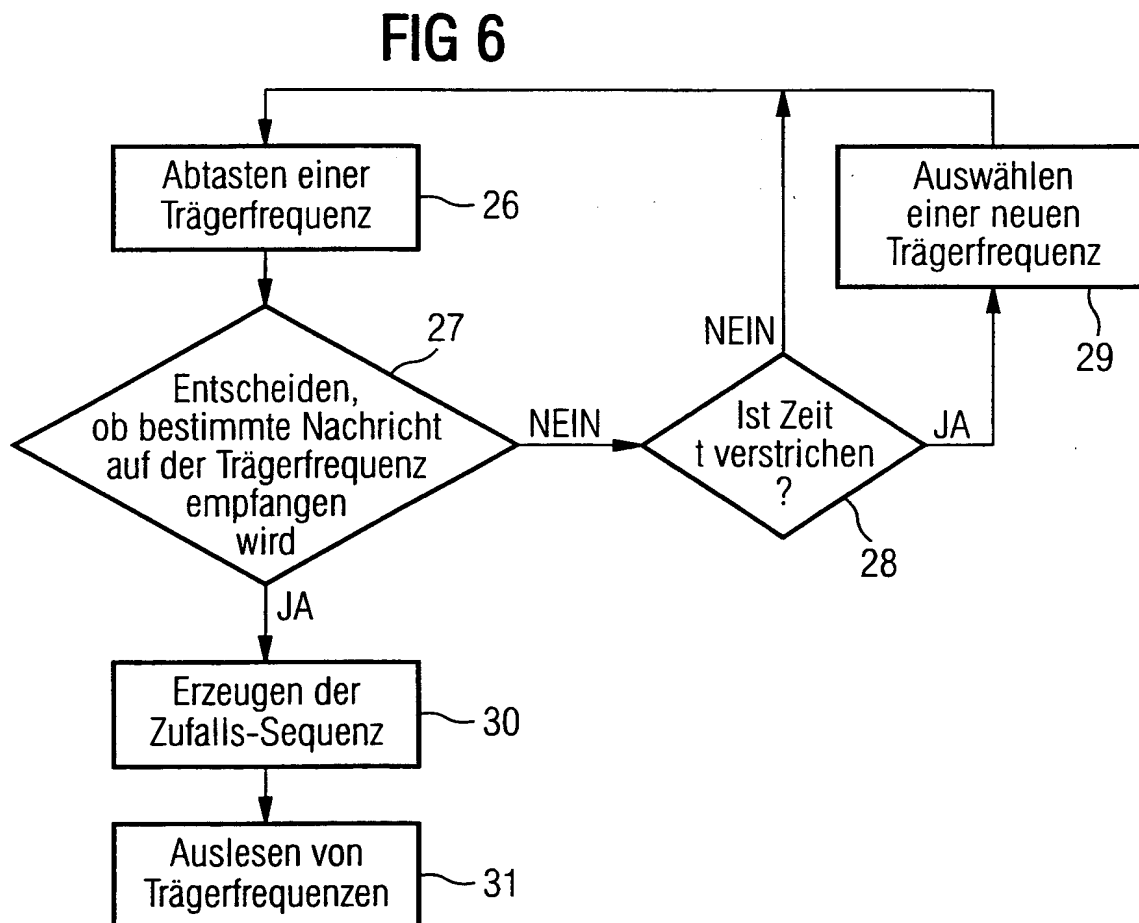 FIG 6
Abtasten einer
Trägerfrequenz
26
Auswählen
einer neuen
Trägerfrequenz
29
27
Entscheiden,
ob bestimmte Nachricht
auf der Trägerfrequenz
empfangen
wird
NEIN
NEIN
Ist Zeit
t verstrichen
?
JA
28
JA
Erzeugen der
Zufalls-Sequenz
30
Auslesen von
Trägerfrequenzen
31